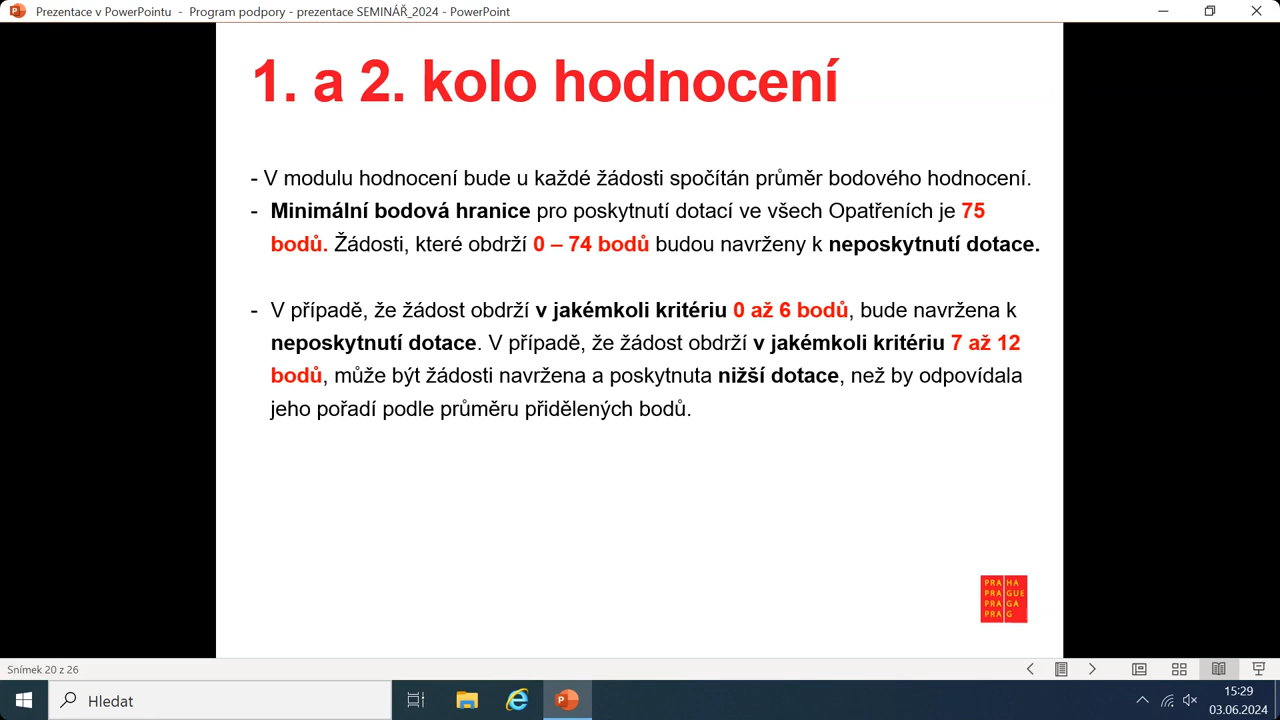 Prezentace v PowerPointu - Program podpory - prezentace SEMINÁŘ_2024 - PowerPoint
1. a 2. kolo hodnocení
- V modulu hodnocení bude u každé žádosti spočítán průměr bodového hodnocení.
- Minimální bodová hranice pro poskytnutí dotací ve všech Opatřeních je 75
bodů. Žádosti, které obdrží 0 – 74 bodů budou navrženy k neposkytnutí dotace.
- V případě, že žádost obdrží v jakémkoli kritériu 0 až 6 bodů, bude navržena k
neposkytnutí dotace. V případě, že žádost obdrží v jakémkoli kritériu 7 až 12
bodů, může být žádosti navržena a poskytnuta nižší dotace, než by odpovídala
jeho pořadí podle průměru přidělených bodů.
PRA HA
PRA GUE
PRA GA
PRA G
Snímek 20 z 26
Hledat
15:29
03.06.2024